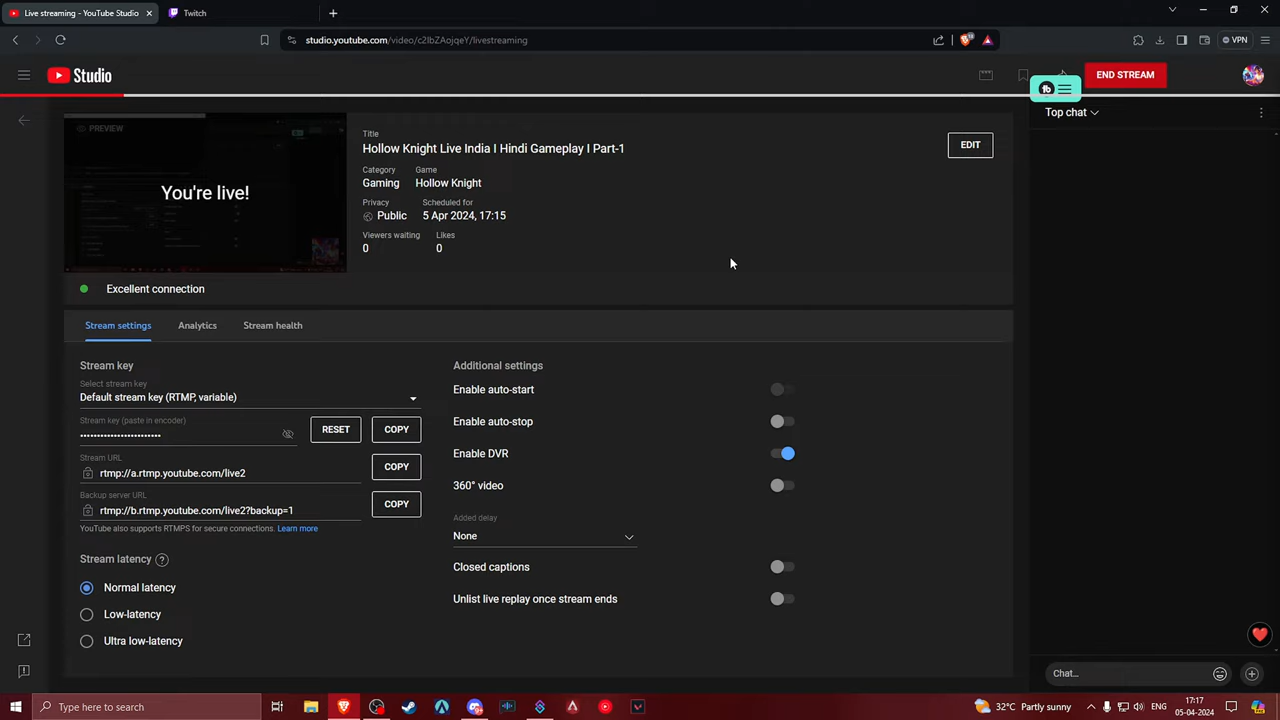 Live streaming - YouTube Studio
Twitch
studio.youtube.com/video/c2IbZAojqeY/livestreaming
VPN
Studio
END STREAM
tb
Top chat
PREVIEW
You're live!
Title
Hollow Knight Live India I Hindi Gameplay I Part-1
EDIT
Category
Game
Gaming
Hollow Knight
Privacy
Scheduled for
Public
5 Apr 2024, 17:15
Viewers waiting
Likes
0
0
Excellent connection
Stream settings
Analytics
Stream health
Stream key
Additional settings
Select stream key
Default stream key (RTMP, variable)
Enable auto-start
Stream key (paste in encoder)
••••••••••••••••••••••••
RESET
COPY
Enable auto-stop
Stream URL
rtmp://a.rtmp.youtube.com/live2
COPY
Enable DVR
Backup server URL
rtmp://b.rtmp.youtube.com/live2?backup=1
COPY
360° video
YouTube also supports RTMPS for secure connections. Learn more
Added delay
None
Stream latency
Closed captions
Normal latency
Unlist live replay once stream ends
Low-latency
Ultra low-latency
Chat...
Type here to search
32°C Partly sunny
17:17
05-04-2024